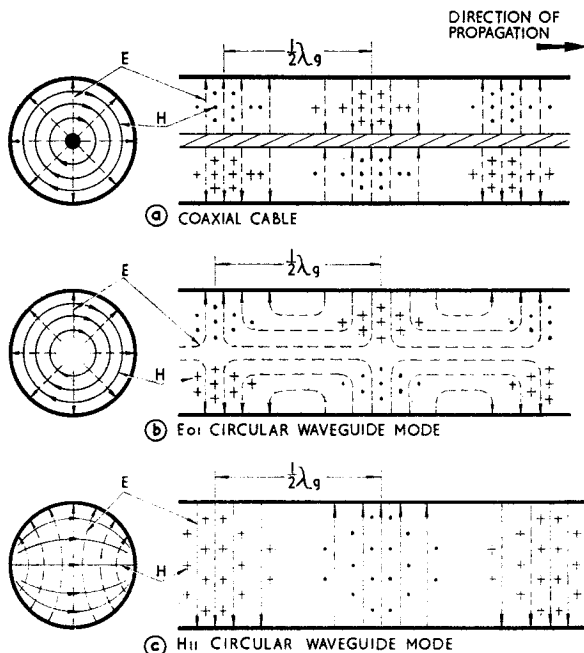 DIRECTION OF
PROPAGATION
½λg
E
H
ⓐ COAXIAL CABLE
½λg
E
H
ⓑ E01 CIRCULAR WAVEGUIDE MODE
½λg
E
H
ⓒ H11 CIRCULAR WAVEGUIDE MODE